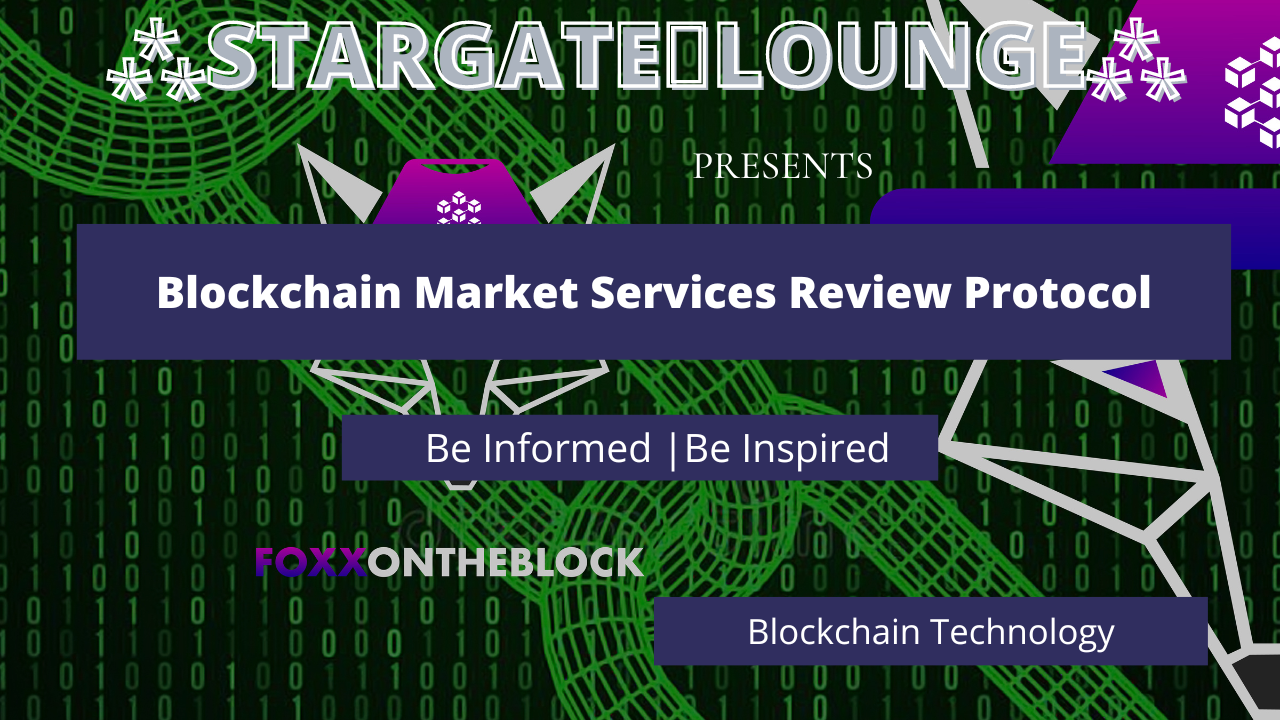 ⁂STARGATE▯LOUNGE⁂
PRESENTS
Blockchain Market Services Review Protocol
Be Informed |Be Inspired
FOXXONTHEBLOCK
Blockchain Technology